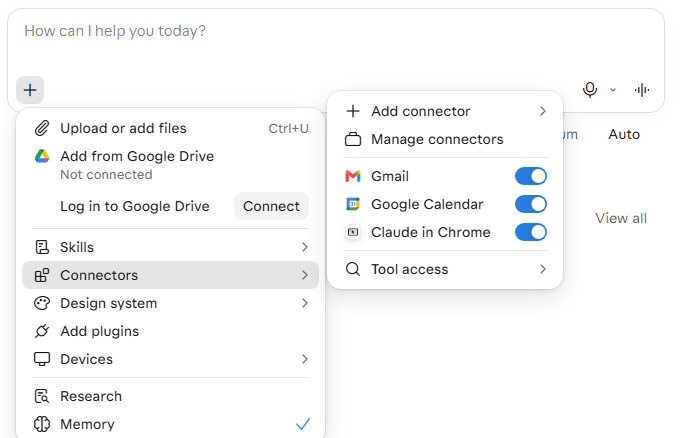 How can I help you today?
Upload or add files Ctrl+U
Add from Google Drive
Not connected
Log in to Google Drive Connect
Skills
Connectors
Design system
Add plugins
Devices
Research
Memory
Add connector
Manage connectors
Gmail
Google Calendar
Claude in Chrome
Tool access
Auto
View all